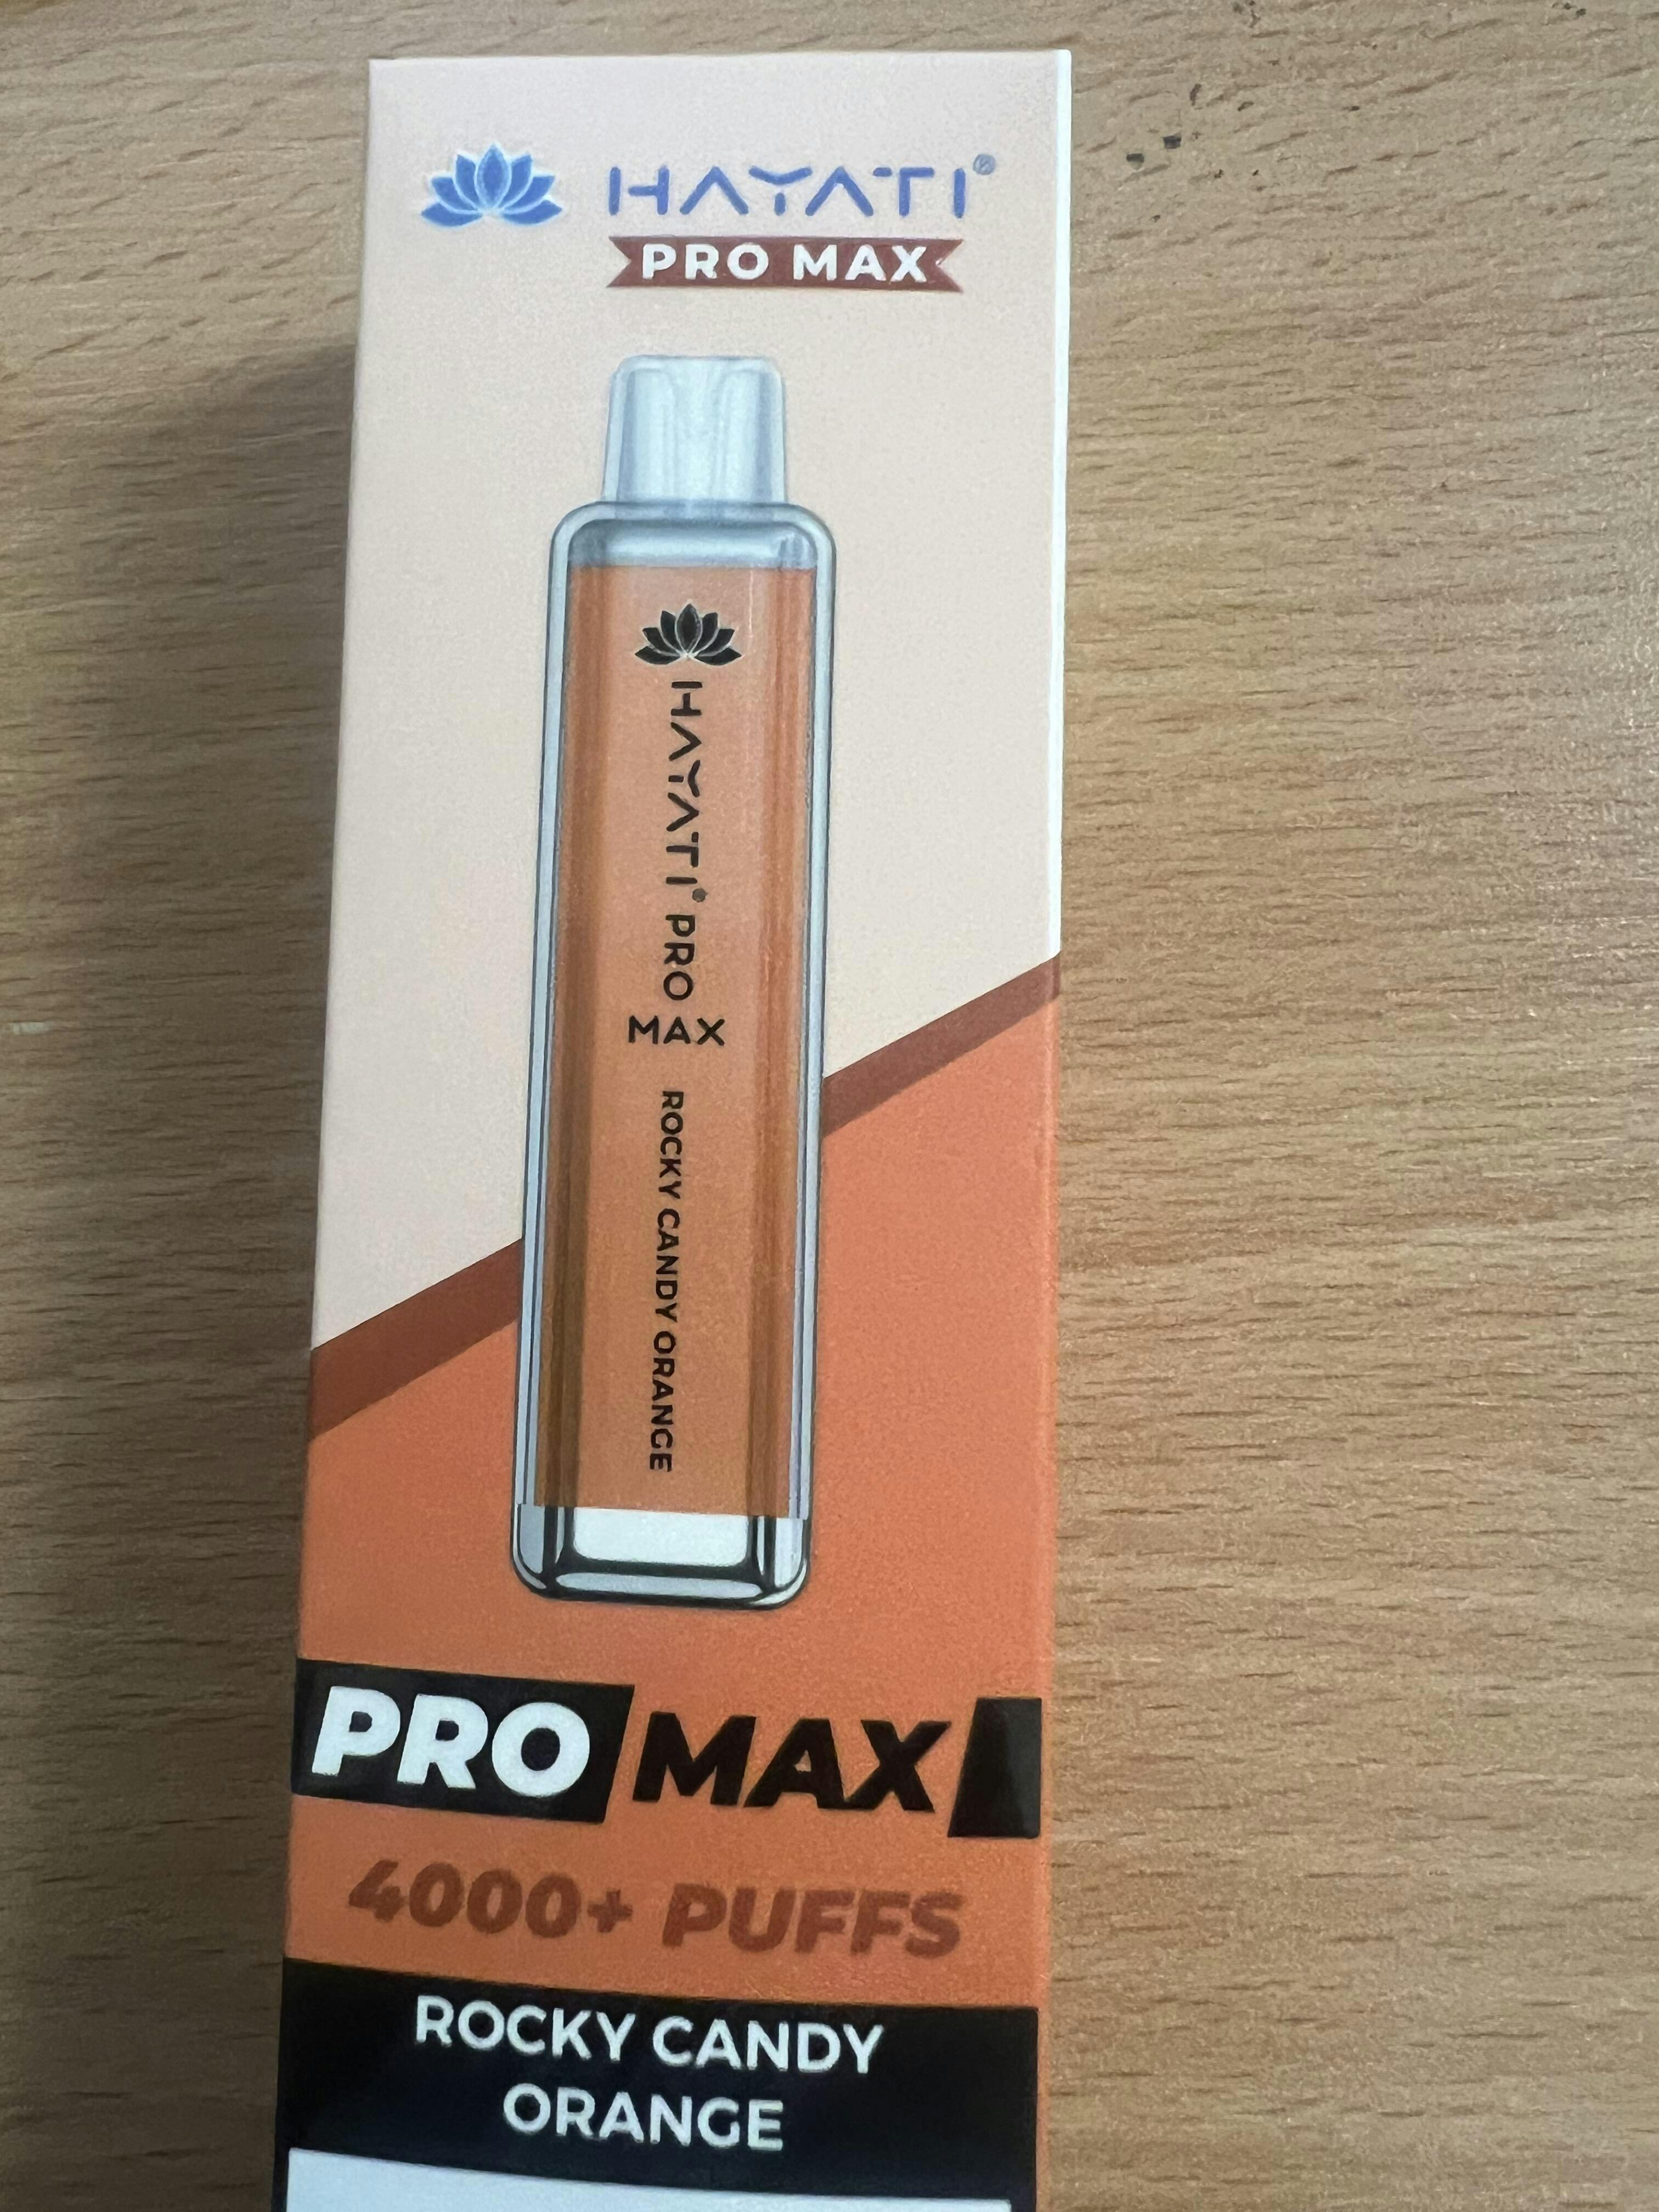 HAYATI®
PRO MAX
HAYATI® PRO
MAX
ROCKY CANDY ORANGE
PRO MAX
4000+ PUFFS
ROCKY CANDY
ORANGE